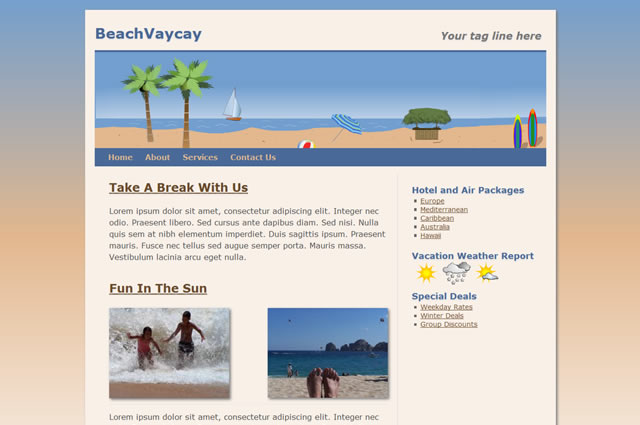 BeachVaycay
Your tag line here
Home About Services Contact Us
Take A Break With Us
Lorem ipsum dolor sit amet, consectetur adipiscing elit. Integer nec
odio. Praesent libero. Sed cursus ante dapibus diam. Sed nisi. Nulla
quis sem at nibh elementum imperdiet. Duis sagittis ipsum. Praesent
mauris. Fusce nec tellus sed augue semper porta. Mauris massa.
Vestibulum lacinia arcu eget nulla.
Fun In The Sun
Lorem ipsum dolor sit amet, consectetur adipiscing elit. Integer nec
Hotel and Air Packages
Europe
Mediterranean
Caribbean
Australia
Hawaii
Vacation Weather Report
Special Deals
Weekday Rates
Winter Deals
Group Discounts